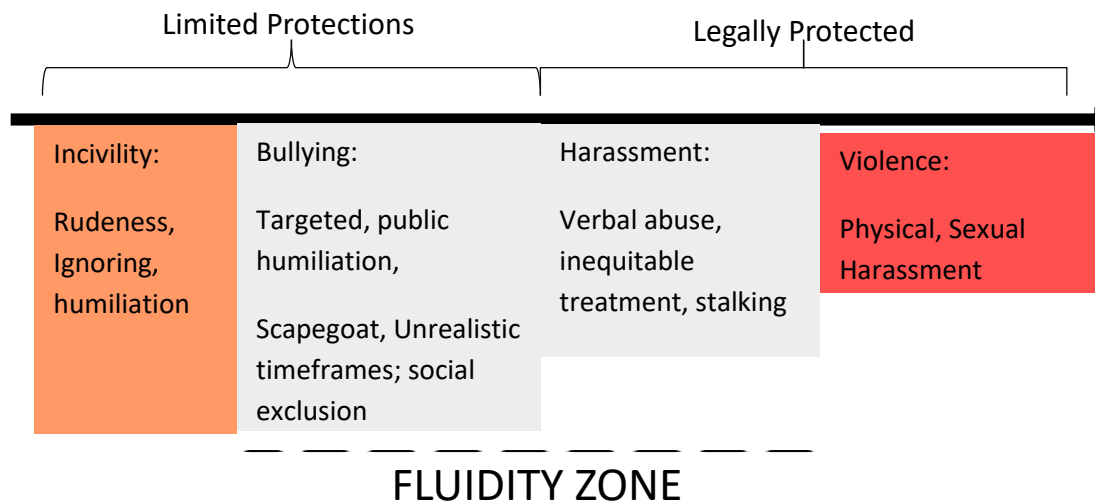 Limited Protections
Legally Protected
Incivility:
Rudeness,
Ignoring,
humiliation
Bullying:
Targeted, public
humiliation,
Scapegoat, Unrealistic
timeframes; social
exclusion
Harassment:
Verbal abuse,
inequitable
treatment, stalking
Violence:
Physical, Sexual
Harassment
FLUIDITY ZONE